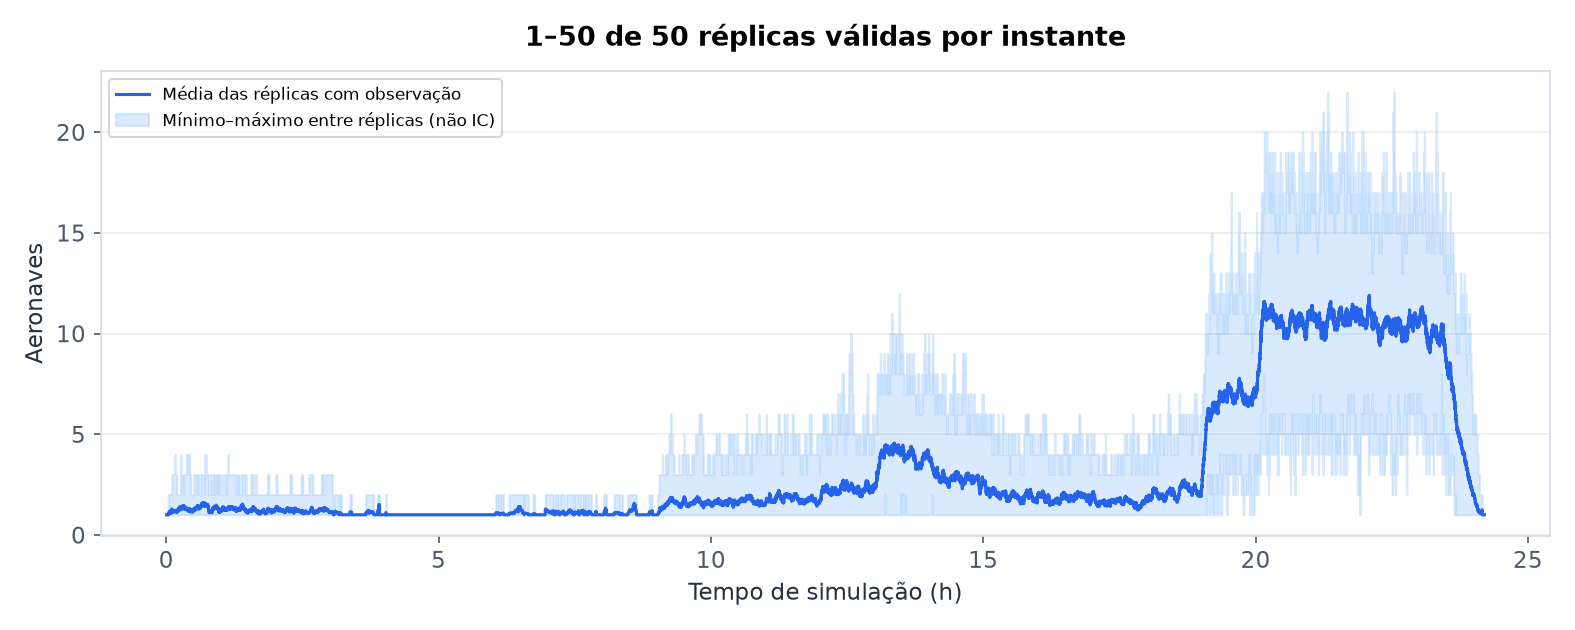 1–50 de 50 réplicas válidas por instante
Média das réplicas com observação
Mínimo–máximo entre réplicas (não IC)
Aeronaves
20
15
10
5
0
0 5 10 15 20 25
Tempo de simulação (h)